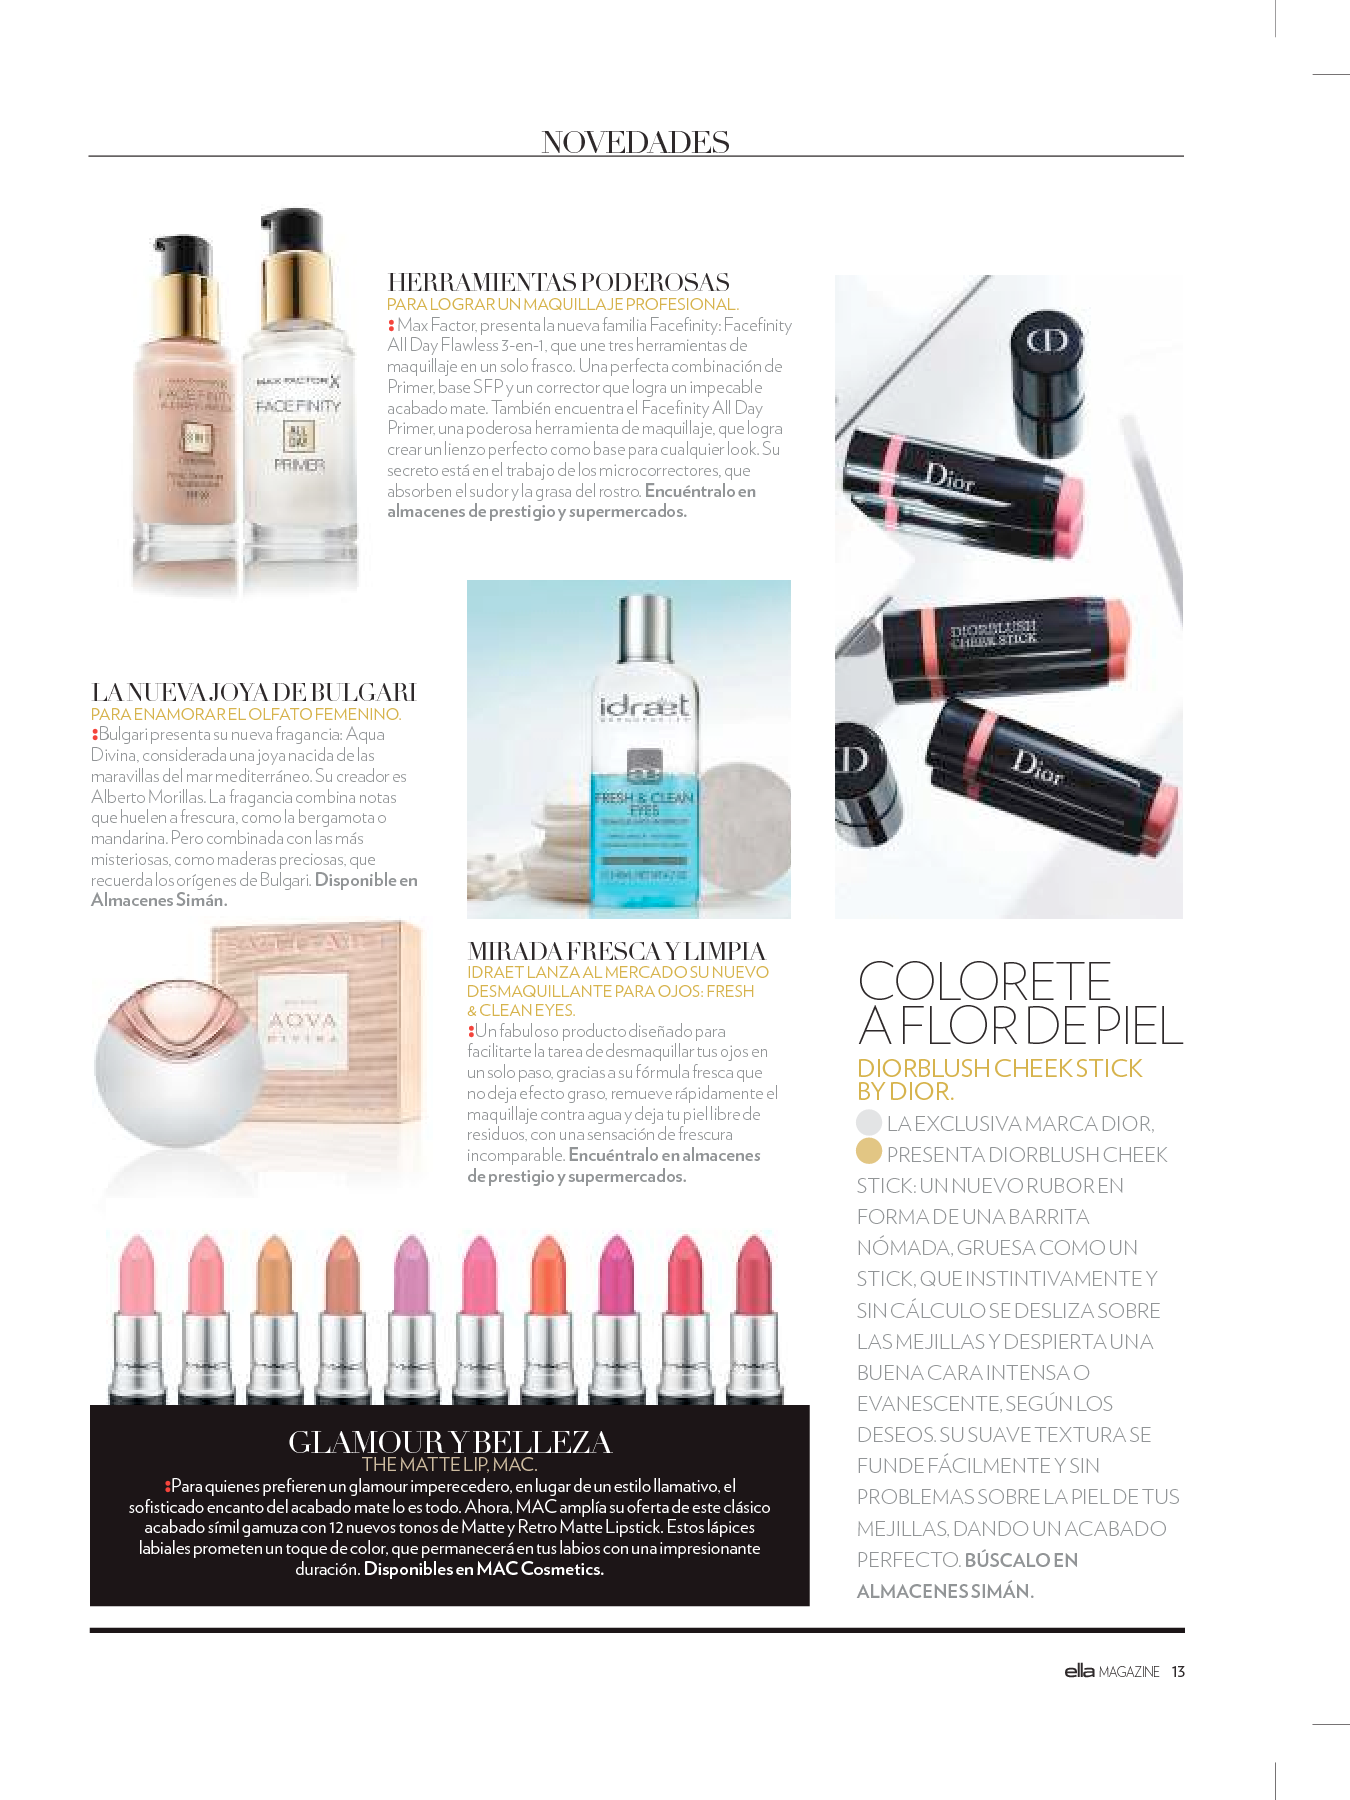 NOVEDADES
MAX FACTOR X
FACEFINITY
3 IN 1
MAX FACTOR X
FACEFINITY
ALL
DAY
PRIMER
HERRAMIENTAS PODEROSAS
PARA LOGRAR UN MAQUILLAJE PROFESIONAL.
Max Factor, presenta la nueva familia Facefinity: Facefinity
All Day Flawless 3-en-1, que une tres herramientas de
maquillaje en un solo frasco. Una perfecta combinación de
Primer, base SFP y un corrector que logra un impecable
acabado mate. También encuentra el Facefinity All Day
Primer, una poderosa herramienta de maquillaje, que logra
crear un lienzo perfecto como base para cualquier look. Su
secreto está en el trabajo de los microcorrectores, que
absorben el sudor y la grasa del rostro. Encuéntralo en
almacenes de prestigio y supermercados.
CD
Dior
DIORBLUSH
CHEEK STICK
Dior
LA NUEVA JOYA DE BULGARI
PARA ENAMORAR EL OLFATO FEMENINO.
Bulgari presenta su nueva fragancia: Aqua
Divina, considerada una joya nacida de las
maravillas del mar mediterráneo. Su creador es
Alberto Morillas. La fragancia combina notas
que huelen a frescura, como la bergamota o
mandarina. Pero combinada con las más
misteriosas, como maderas preciosas, que
recuerda los orígenes de Bulgari. Disponible en
Almacenes Simán.
AQVA
DIVINA
idraet
FRESH & CLEAN
EYES
MIRADA FRESCA Y LIMPIA
IDRAET LANZA AL MERCADO SU NUEVO
DESMAQUILLANTE PARA OJOS: FRESH
& CLEAN EYES.
Un fabuloso producto diseñado para
facilitarte la tarea de desmaquillar tus ojos en
un solo paso, gracias a su fórmula fresca que
no deja efecto graso, remueve rápidamente el
maquillaje contra agua y deja tu piel libre de
residuos, con una sensación de frescura
incomparable. Encuéntralo en almacenes
de prestigio y supermercados.
COLORETE
A FLOR DE PIEL
DIORBLUSH CHEEK STICK
BY DIOR.
LA EXCLUSIVA MARCA DIOR,
PRESENTA DIORBLUSH CHEEK
STICK: UN NUEVO RUBOR EN
FORMA DE UNA BARRITA
NÓMADA, GRUESA COMO UN
STICK, QUE INSTINTIVAMENTE Y
SIN CÁLCULO SE DESLIZA SOBRE
LAS MEJILLAS Y DESPIERTA UNA
BUENA CARA INTENSA O
EVANESCENTE, SEGÚN LOS
DESEOS. SU SUAVE TEXTURA SE
FUNDE FÁCILMENTE Y SIN
PROBLEMAS SOBRE LA PIEL DE TUS
MEJILLAS, DANDO UN ACABADO
PERFECTO. BÚSCALO EN
ALMACENES SIMÁN.
GLAMOUR Y BELLEZA
THE MATTE LIP, MAC.
Para quienes prefieren un glamour imperecedero, en lugar de un estilo llamativo, el
sofisticado encanto del acabado mate lo es todo. Ahora, MAC amplía su oferta de este clásico
acabado símil gamuza con 12 nuevos tonos de Matte y Retro Matte Lipstick. Estos lápices
labiales prometen un toque de color, que permanecerá en tus labios con una impresionante
duración. Disponibles en MAC Cosmetics.
ella MAGAZINE 13